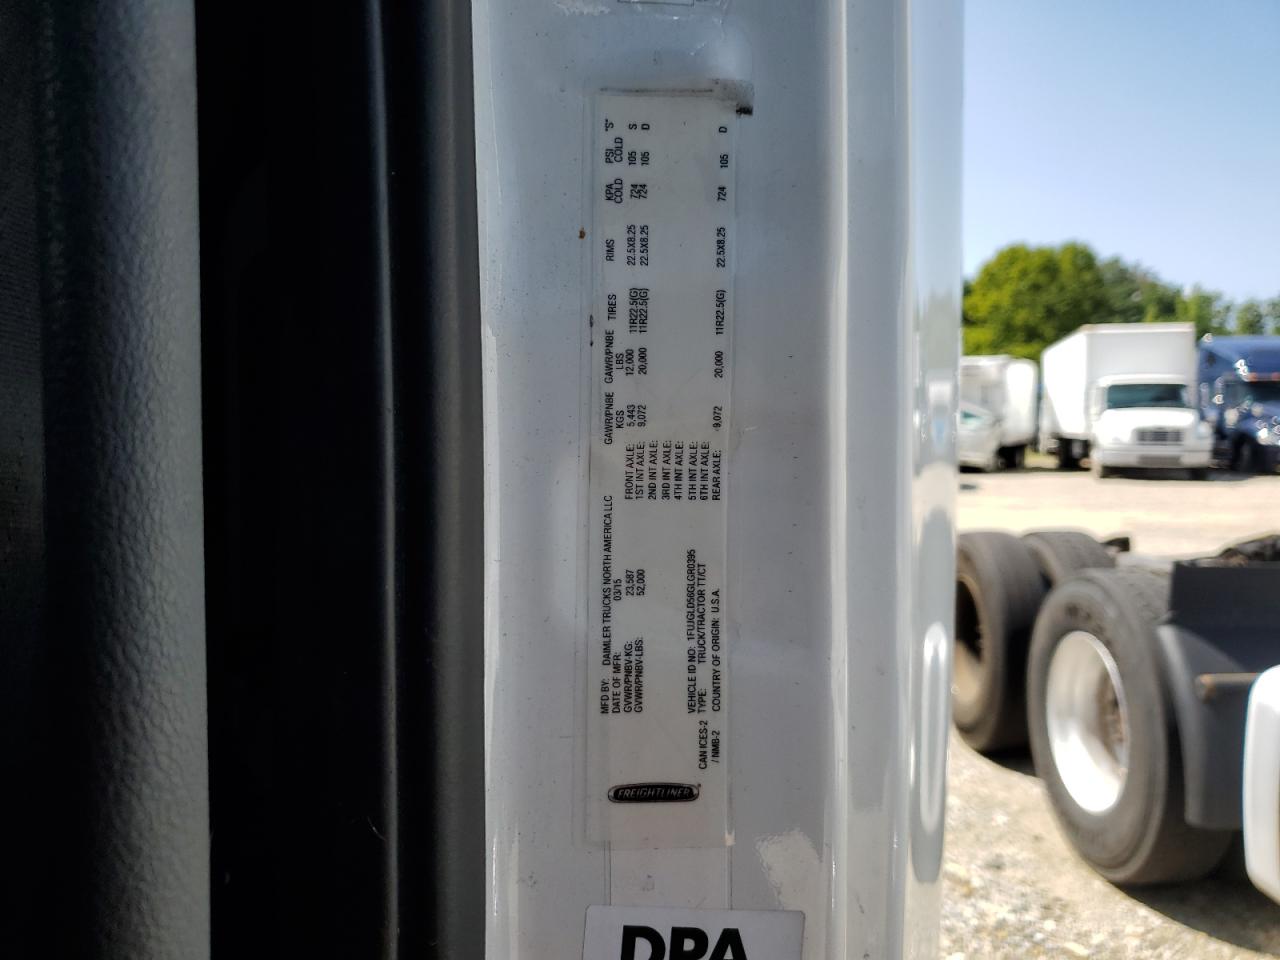 MFD BY: DAIMLER TRUCKS NORTH AMERICA LLC
DATE OF MFR: 03/15
GVWR/PNBV-KG: 23,587
GVWR/PNBV-LBS: 52,000
VEHICLE ID NO: 1FUJGLD56GLGR0395
TYPE: TRUCK/TRACTOR TT/CT
COUNTRY OF ORIGIN: U.S.A.
CAN ICES-2
/ NMB-2
FREIGHTLINER
GAWR/PNBE GAWR/PNBE TIRES RIMS KPA PSI "S"
KGS LBS COLD COLD
FRONT AXLE: 5,443 12,000 11R22.5(G) 22.5X8.25 724 105 S
1ST INT AXLE: 9,072 20,000 11R22.5(G) 22.5X8.25 724 105 D
2ND INT AXLE:
3RD INT AXLE:
4TH INT AXLE:
5TH INT AXLE:
6TH INT AXLE:
REAR AXLE: 9,072 20,000 11R22.5(G) 22.5X8.25 724 105 D
DPA